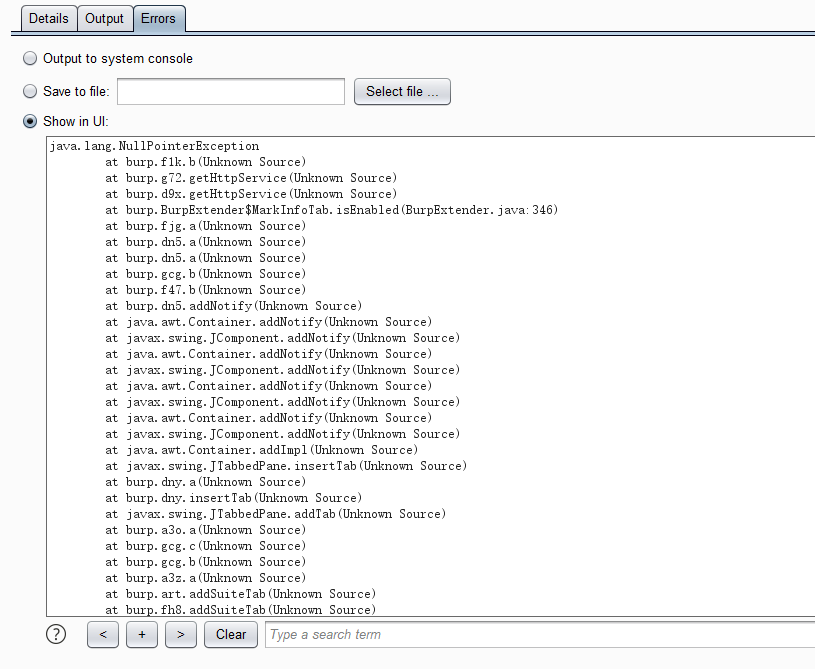 Details Output Errors
Output to system console
Save to file: Select file ...
Show in UI:
java.lang.NullPointerException
at burp.f1k.b(Unknown Source)
at burp.g72.getHttpService(Unknown Source)
at burp.d9x.getHttpService(Unknown Source)
at burp.BurpExtender$MarkInfoTab.isEnabled(BurpExtender.java:346)
at burp.fjg.a(Unknown Source)
at burp.dn5.a(Unknown Source)
at burp.dn5.a(Unknown Source)
at burp.gcg.b(Unknown Source)
at burp.f47.b(Unknown Source)
at burp.dn5.addNotify(Unknown Source)
at java.awt.Container.addNotify(Unknown Source)
at javax.swing.JComponent.addNotify(Unknown Source)
at java.awt.Container.addNotify(Unknown Source)
at javax.swing.JComponent.addNotify(Unknown Source)
at java.awt.Container.addNotify(Unknown Source)
at javax.swing.JComponent.addNotify(Unknown Source)
at java.awt.Container.addNotify(Unknown Source)
at javax.swing.JComponent.addNotify(Unknown Source)
at java.awt.Container.addImpl(Unknown Source)
at javax.swing.JTabbedPane.insertTab(Unknown Source)
at burp.dny.a(Unknown Source)
at burp.dny.insertTab(Unknown Source)
at javax.swing.JTabbedPane.addTab(Unknown Source)
at burp.a3o.a(Unknown Source)
at burp.gcg.c(Unknown Source)
at burp.gcg.b(Unknown Source)
at burp.a3z.a(Unknown Source)
at burp.art.addSuiteTab(Unknown Source)
at burp.fh8.addSuiteTab(Unknown Source)
? < + > Clear Type a search term